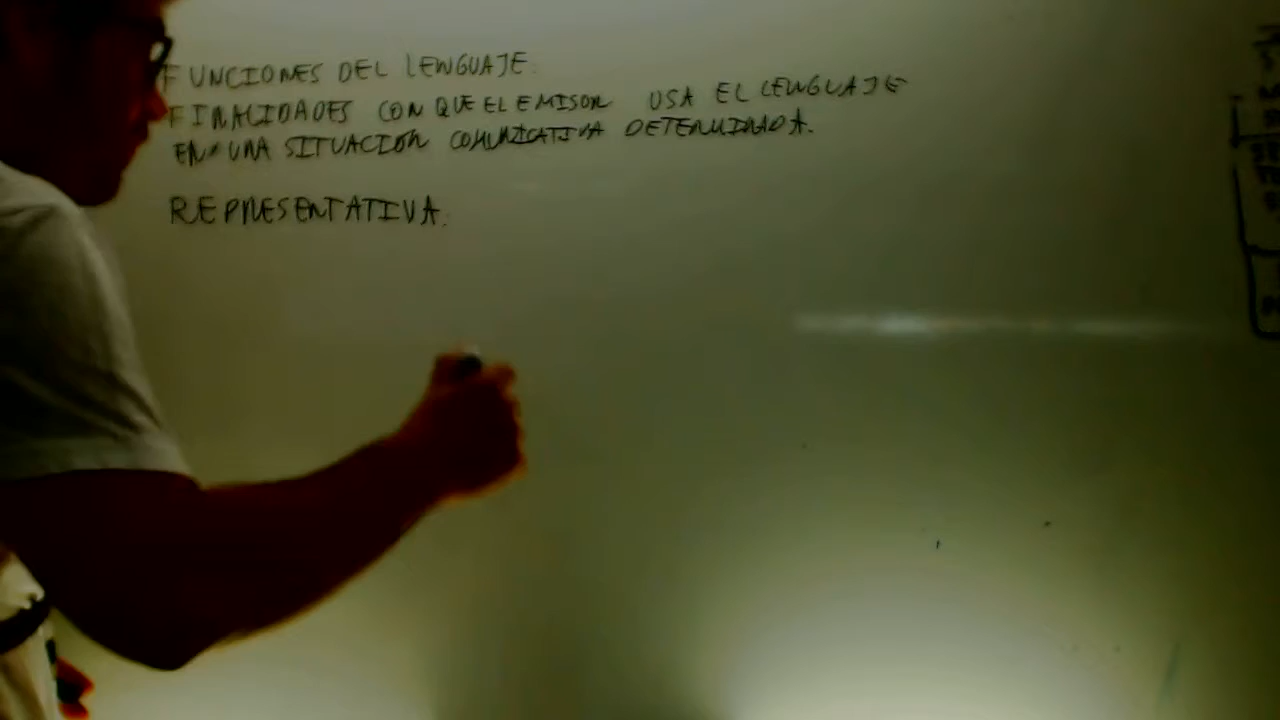 FUNCIONES DEL LENGUAJE.
FINALIDADES CON QUE EL EMISOR USA EL LENGUAJE
EN UNA SITUACION COMUNICATIVA DETERMINADA.
REPRESENTATIVA.